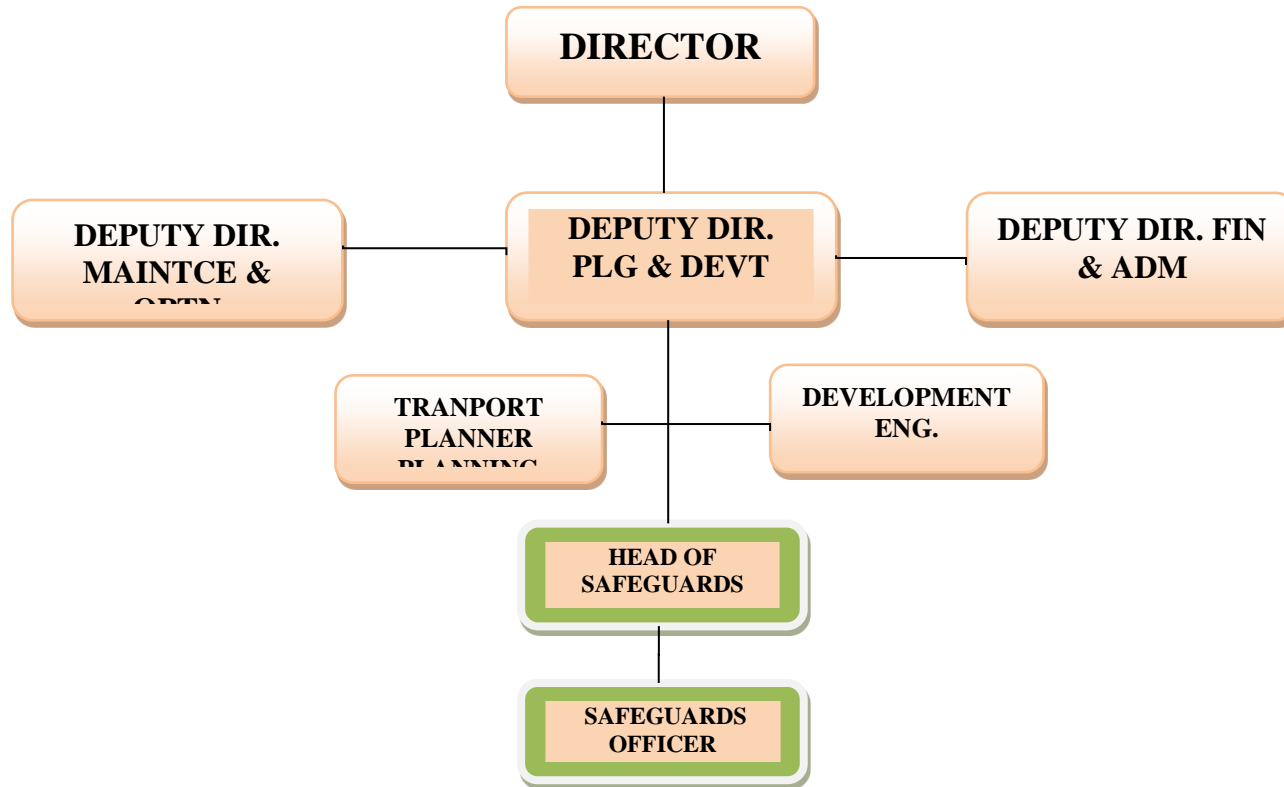 DIRECTOR
DEPUTY DIR.
MAINTCE &
DEPUTY DIR.
PLG & DEVT
DEPUTY DIR. FIN
& ADM
TRANPORT
PLANNER
PLANNING
DEVELOPMENT
ENG.
HEAD OF
SAFEGUARDS
SAFEGUARDS
OFFICER